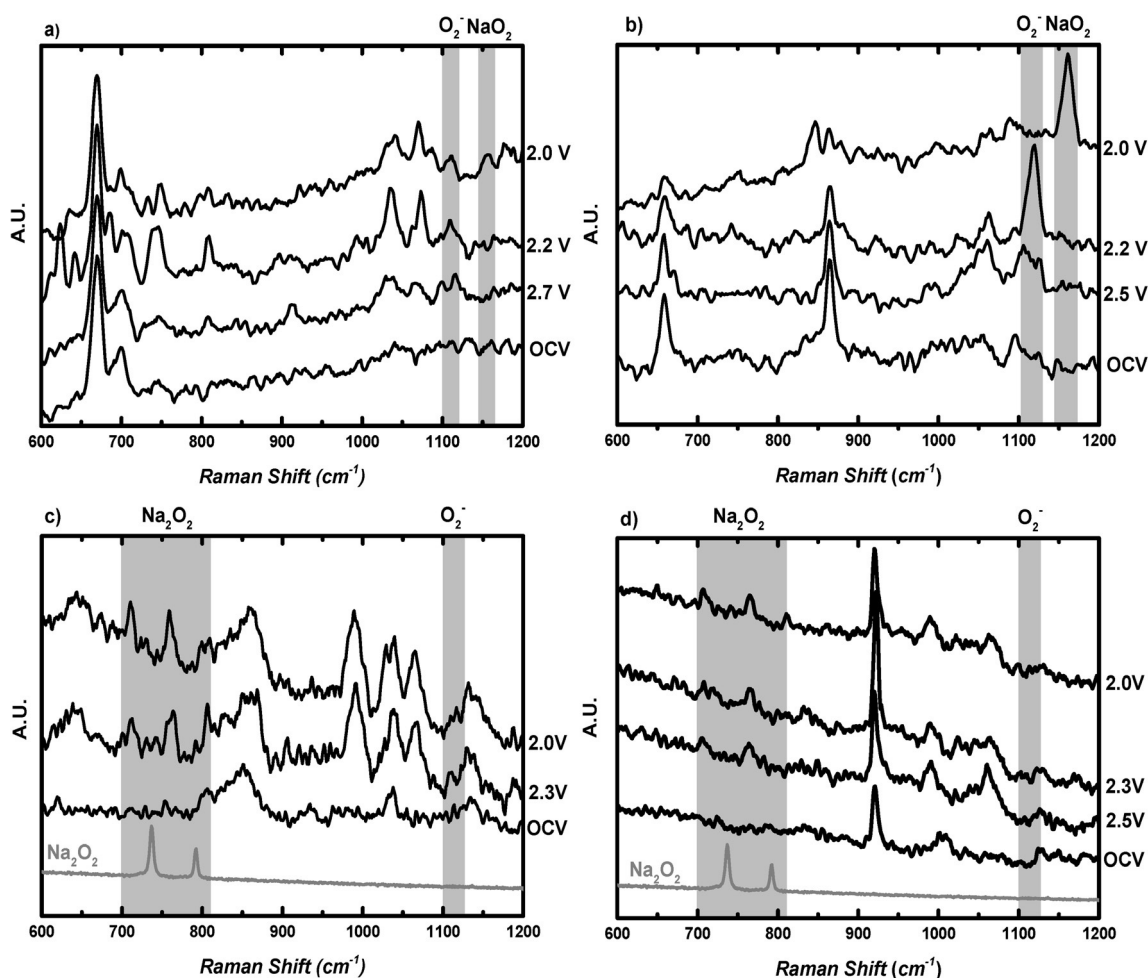 a)
O₂⁻ NaO₂
2.0 V
2.2 V
2.7 V
OCV
A.U.
600 700 800 900 1000 1100 1200
Raman Shift (cm⁻¹)
b)
O₂⁻ NaO₂
2.0 V
2.2 V
2.5 V
OCV
A.U.
600 700 800 900 1000 1100 1200
Raman Shift (cm⁻¹)
c)
Na₂O₂
O₂⁻
2.0V
2.3V
OCV
Na₂O₂
A.U.
600 700 800 900 1000 1100 1200
Raman Shift (cm⁻¹)
d)
Na₂O₂
O₂⁻
2.0V
2.3V
2.5V
OCV
Na₂O₂
A.U.
600 700 800 900 1000 1100 1200
Raman Shift (cm⁻¹)